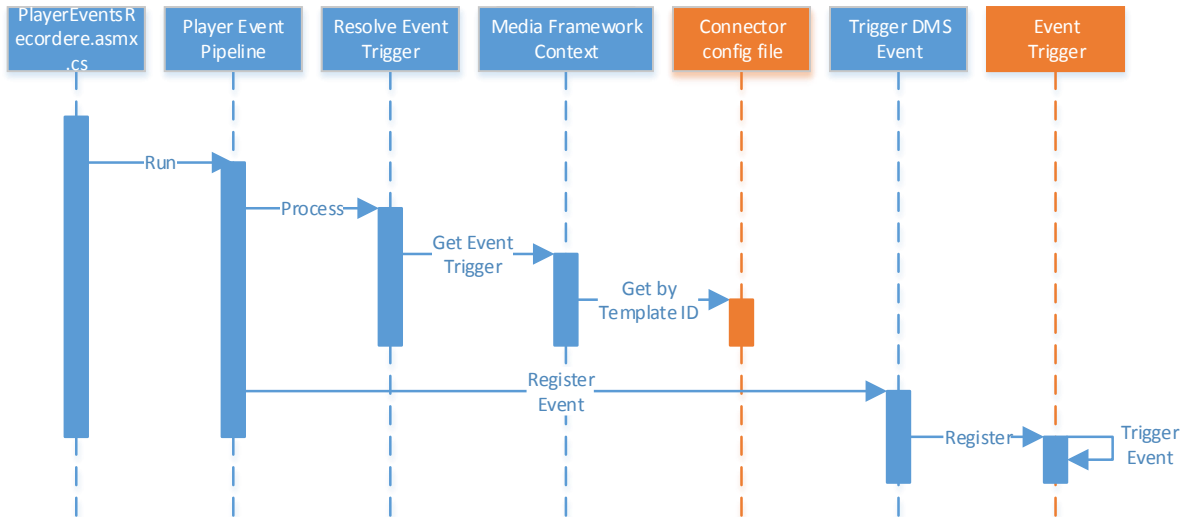 PlayerEventsR
ecordere.asmx
.cs
Player Event
Pipeline
Resolve Event
Trigger
Media Framework
Context
Connector
config file
Trigger DMS
Event
Event
Trigger
Run
Process
Get Event
Trigger
Get by
Template ID
Register
Event
Register
Trigger
Event